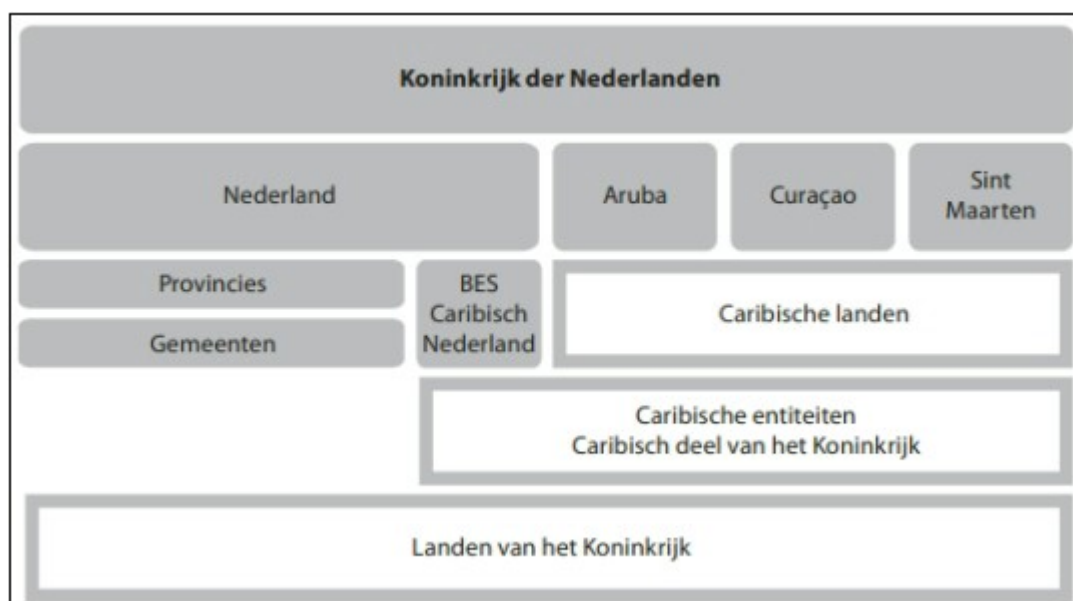 Koninkrijk der Nederlanden
Nederland
Aruba
Curaçao
Sint
Maarten
Provincies
Gemeenten
BES
Caribisch
Nederland
Caribische landen
Caribische entiteiten
Caribisch deel van het Koninkrijk
Landen van het Koninkrijk